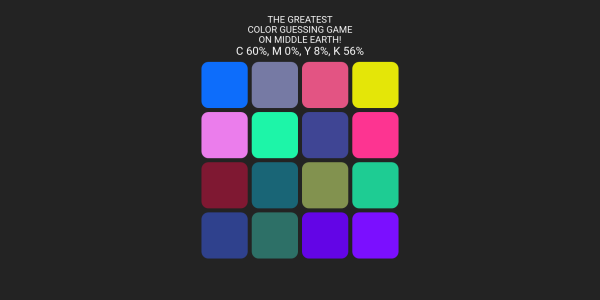 THE GREATEST
COLOR GUESSING GAME
ON MIDDLE EARTH!
C 60%, M 0%, Y 8%, K 56%